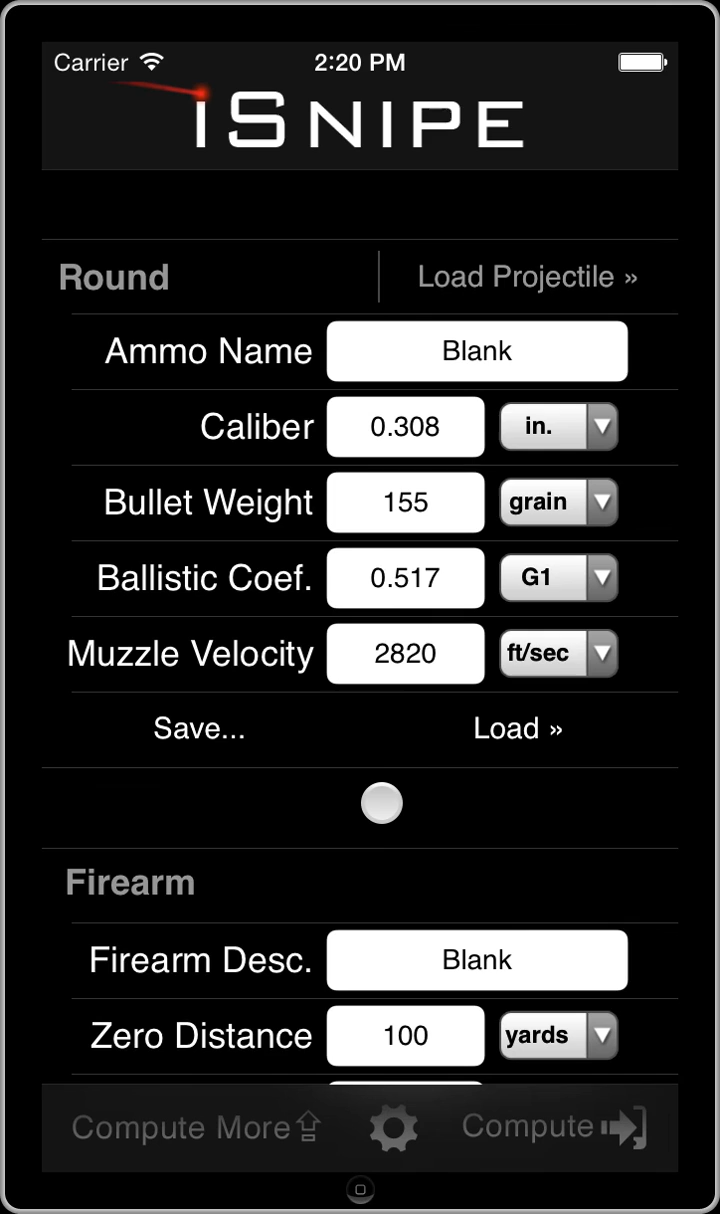 Carrier 2:20 PM
iSNIPE
Round Load Projectile »
Ammo Name Blank
Caliber 0.308 in.
Bullet Weight 155 grain
Ballistic Coef. 0.517 G1
Muzzle Velocity 2820 ft/sec
Save... Load »
Firearm
Firearm Desc. Blank
Zero Distance 100 yards
Compute More Compute